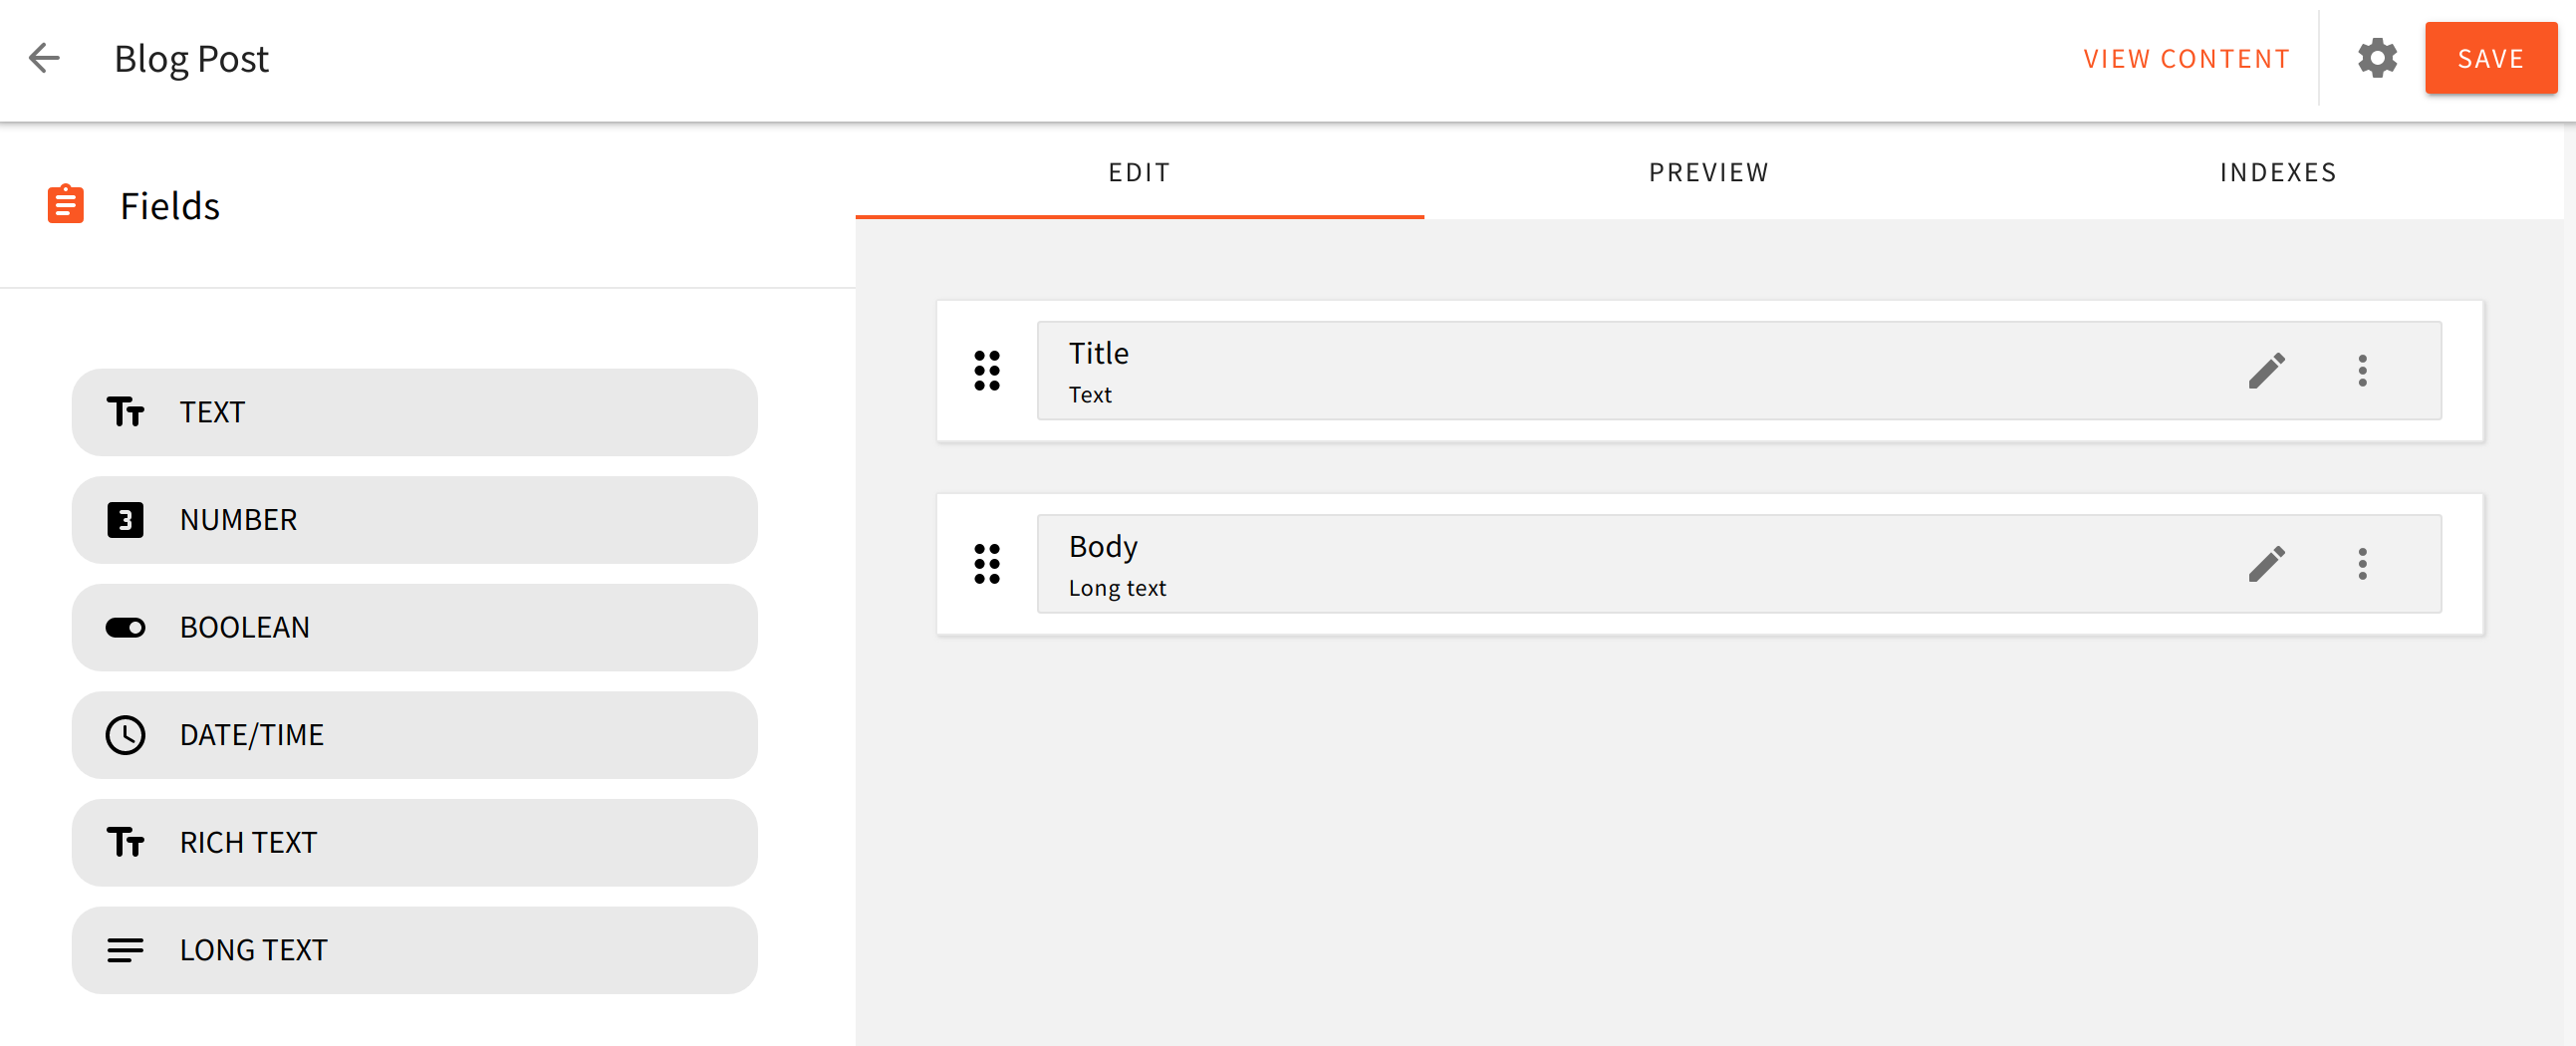 Blog Post
VIEW CONTENT
SAVE
Fields
TEXT
3 NUMBER
BOOLEAN
DATE/TIME
RICH TEXT
LONG TEXT
EDIT
PREVIEW
INDEXES
Title
Text
Body
Long text